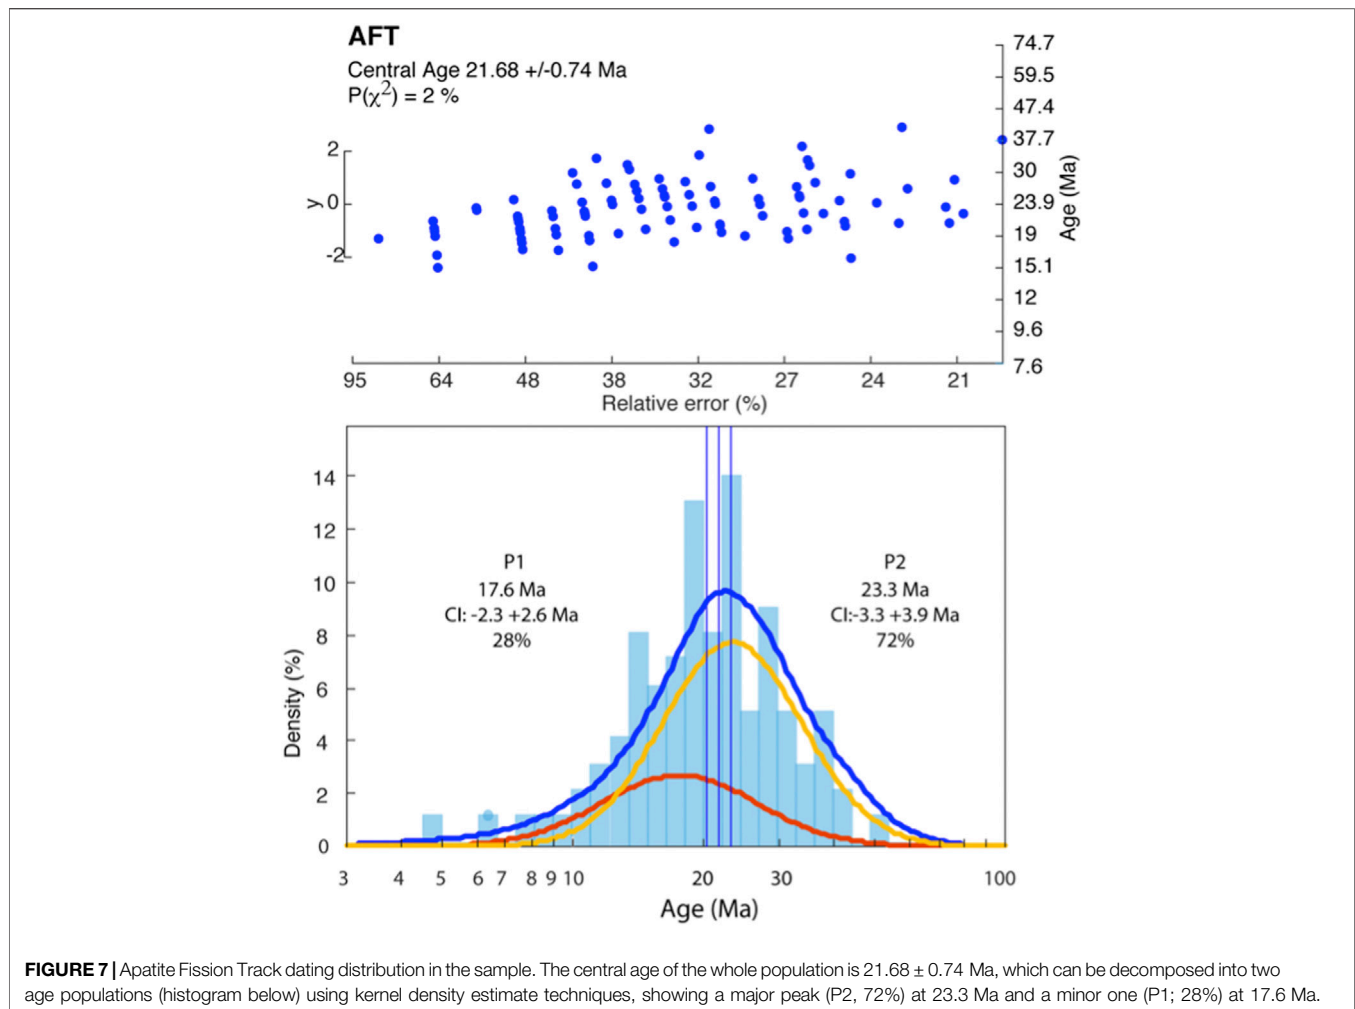 AFT
Central Age 21.68 +/-0.74 Ma
P(χ2) = 2 %
2
0
-2
y
74.7
59.5
47.4
37.7
30
23.9
19
15.1
12
9.6
7.6
Age (Ma)
95 64 48 38 32 27 24 21
Relative error (%)
14
12
10
8
6
4
2
0
Density (%)
P1
17.6 Ma
CI: -2.3 +2.6 Ma
28%
P2
23.3 Ma
CI:-3.3 +3.9 Ma
72%
3 4 5 6 7 8 9 10 20 30 100
Age (Ma)
FIGURE 7 | Apatite Fission Track dating distribution in the sample. The central age of the whole population is 21.68 ± 0.74 Ma, which can be decomposed into two
age populations (histogram below) using kernel density estimate techniques, showing a major peak (P2, 72%) at 23.3 Ma and a minor one (P1; 28%) at 17.6 Ma.